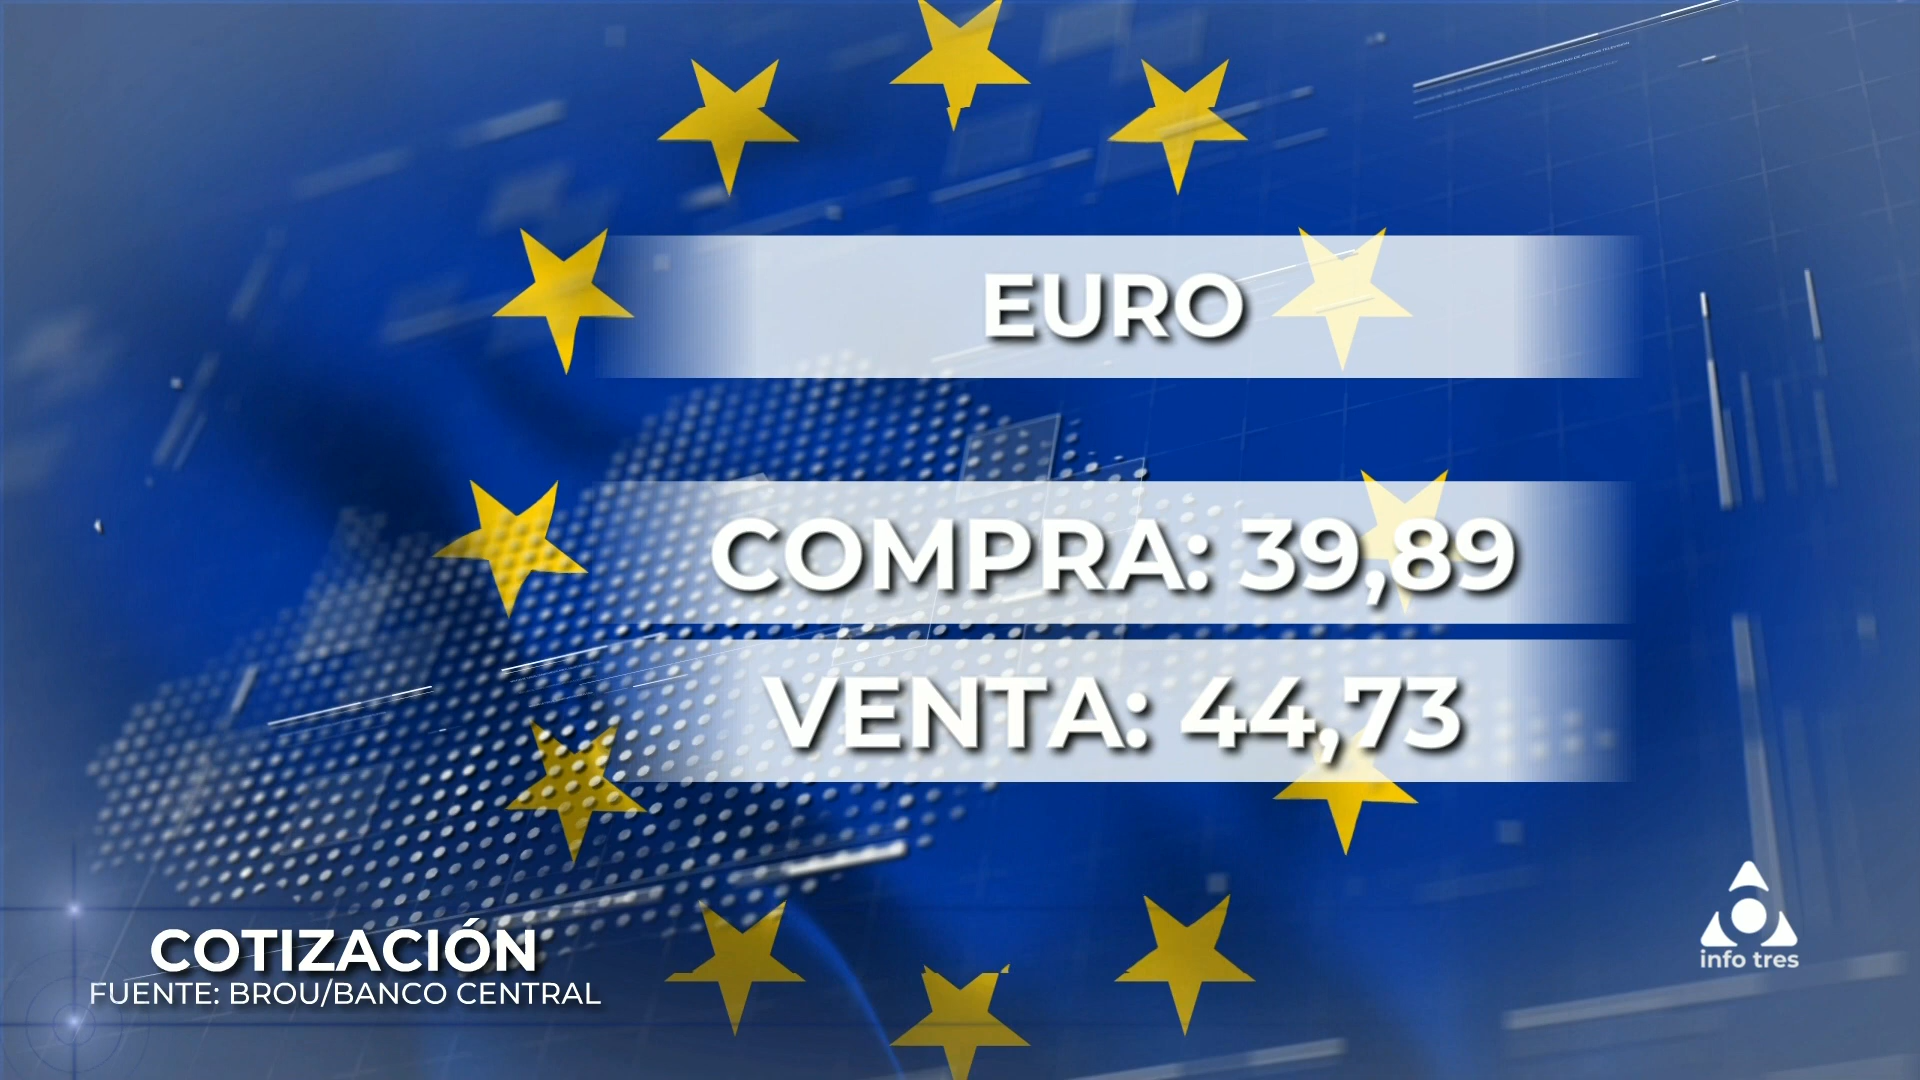 EURO
COMPRA: 39,89
VENTA: 44,73
COTIZACIÓN
FUENTE: BROU/BANCO CENTRAL
info tres